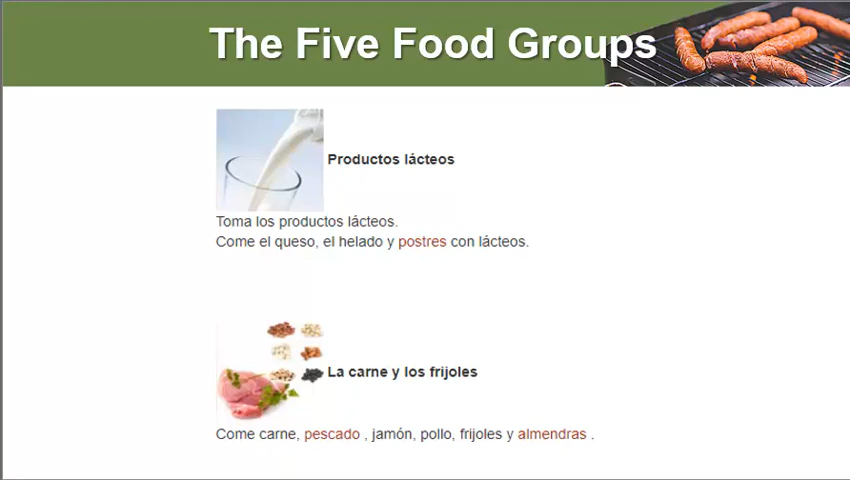 The Five Food Groups
Productos lácteos
Toma los productos lácteos.
Come el queso, el helado y postres con lácteos.
La carne y los frijoles
Come carne, pescado , jamón, pollo, frijoles y almendras .